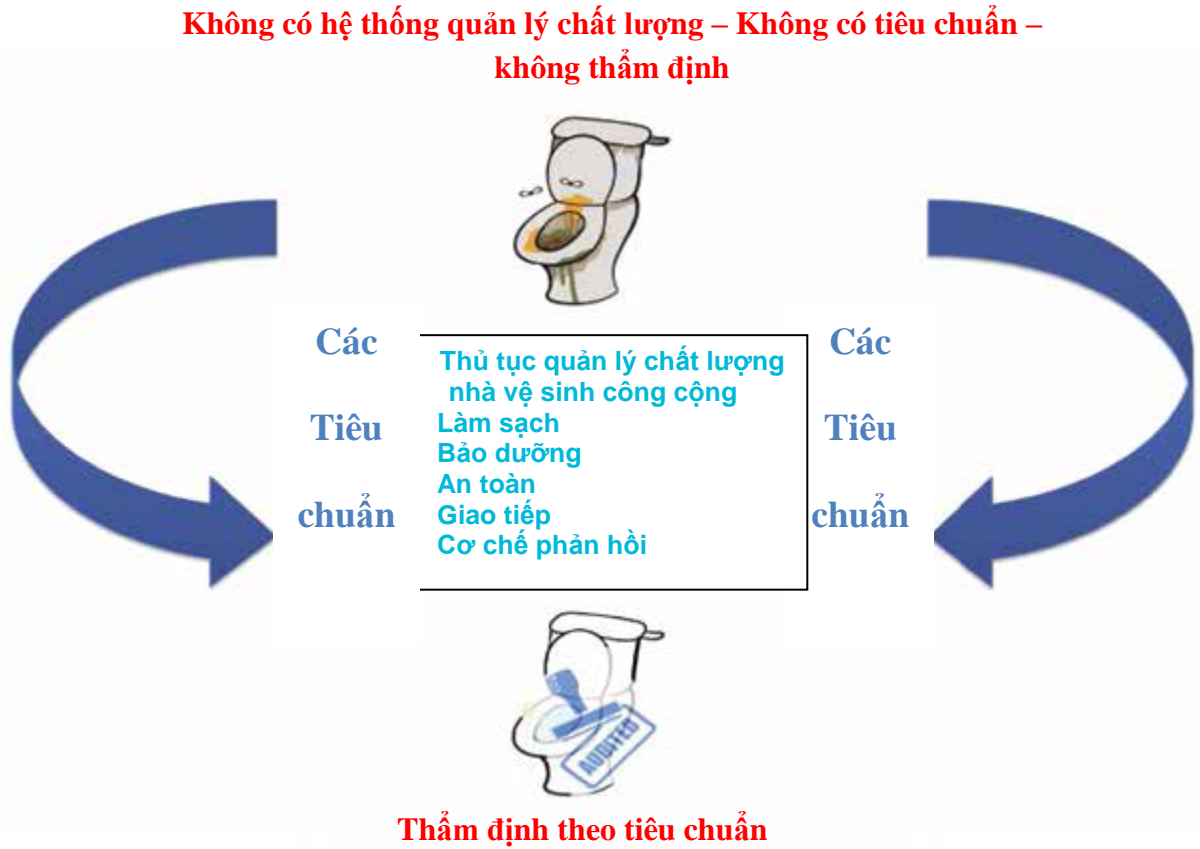 Không có hệ thống quản lý chất lượng – Không có tiêu chuẩn –
không thẩm định
Các
Tiêu
chuẩn
Thủ tục quản lý chất lượng
nhà vệ sinh công cộng
Làm sạch
Bảo dưỡng
An toàn
Giao tiếp
Cơ chế phản hồi
Các
Tiêu
chuẩn
AUDITED
Thẩm định theo tiêu chuẩn